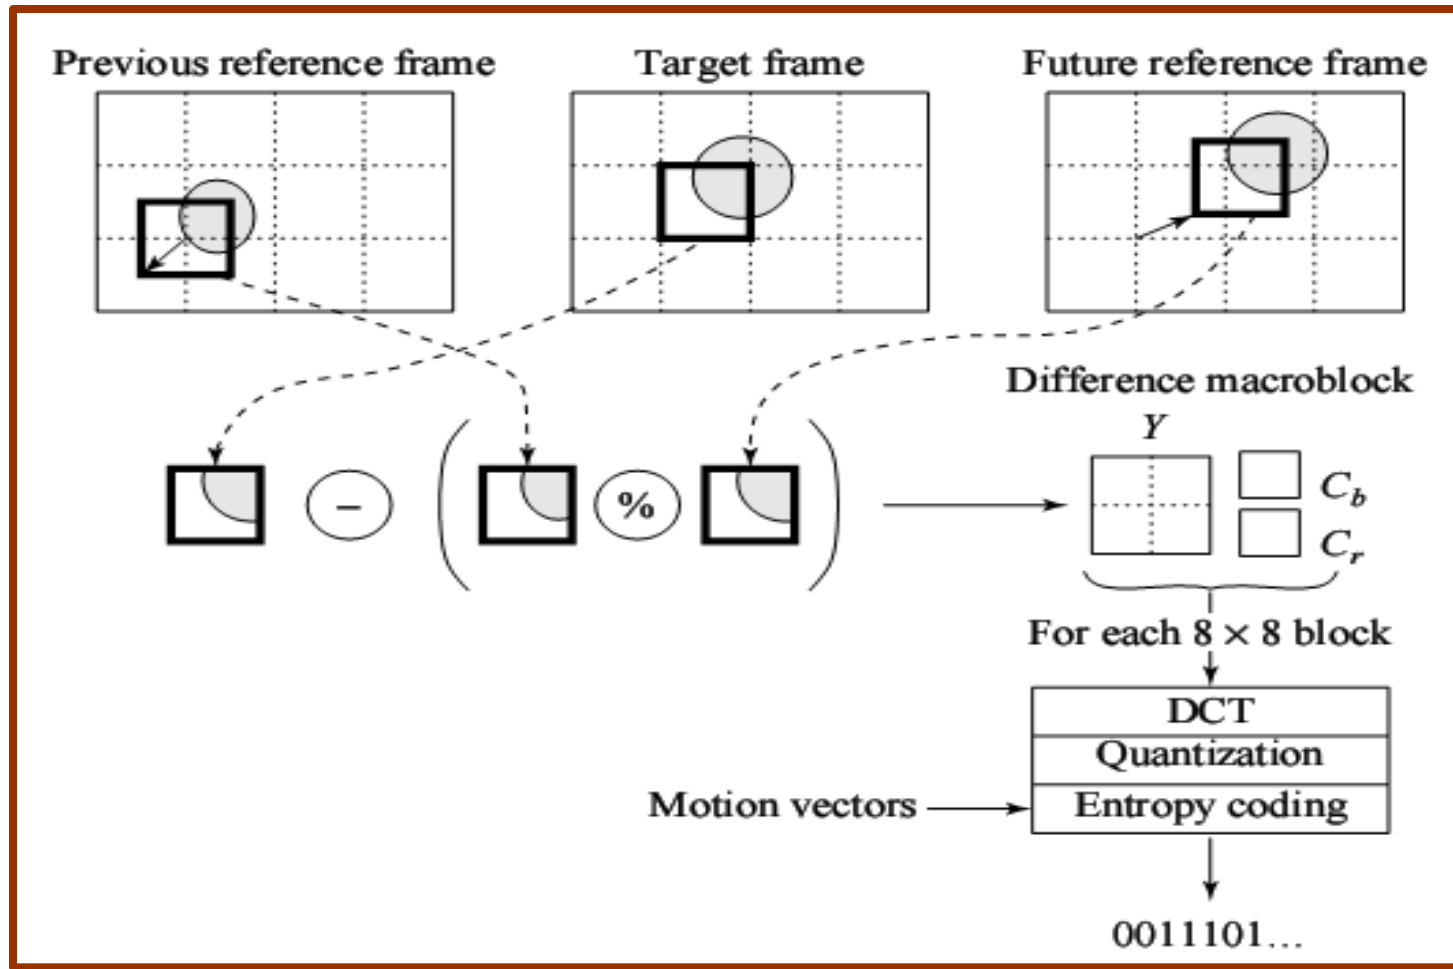 Previous reference frame
Target frame
Future reference frame
Difference macroblock
Y
−
%
C_b
C_r
For each 8 × 8 block
DCT
Quantization
Motion vectors
Entropy coding
0011101...